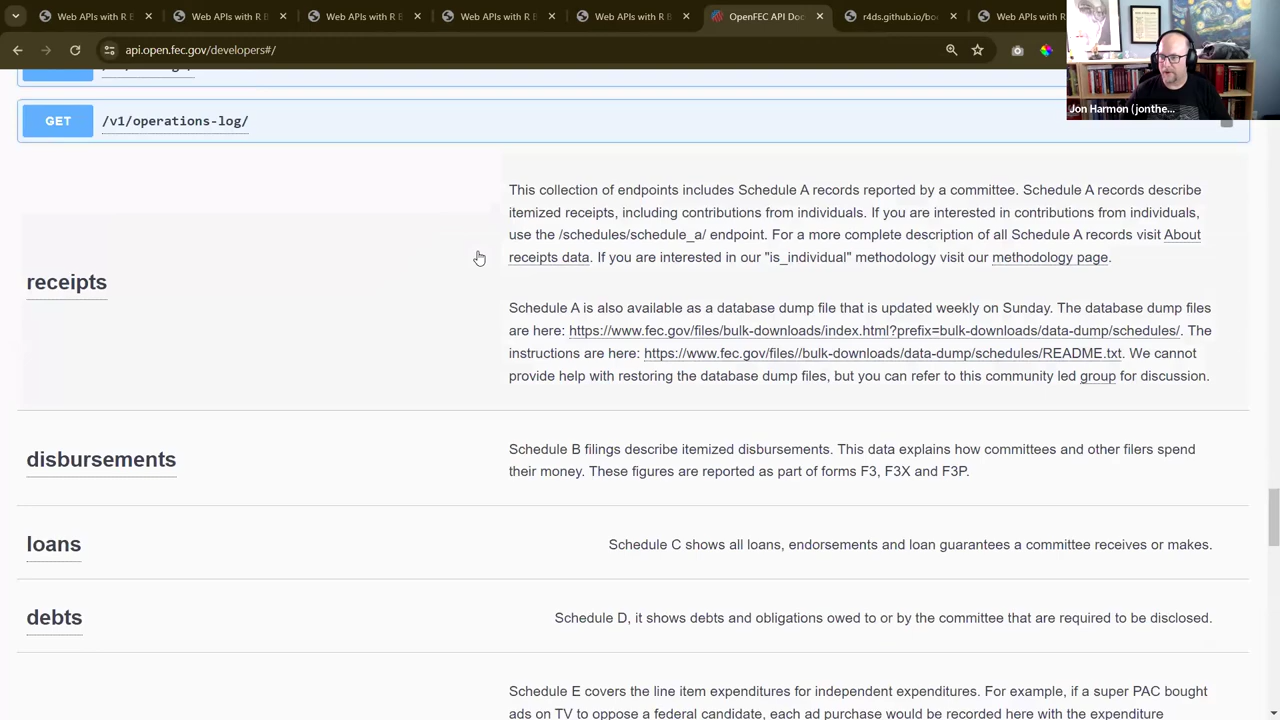 Web APIs with R
Web APIs with R
Web APIs with R
Web APIs with R
Web APIs with R
OpenFEC API Doc
r4ds.github.io/bo
Web APIs with R
api.open.fec.gov/developers#/
Jon Harmon (jonthe...
GET /v1/operations-log/
receipts
This collection of endpoints includes Schedule A records reported by a committee. Schedule A records describe
itemized receipts, including contributions from individuals. If you are interested in contributions from individuals,
use the /schedules/schedule_a/ endpoint. For a more complete description of all Schedule A records visit About
receipts data. If you are interested in our "is_individual" methodology visit our methodology page.
Schedule A is also available as a database dump file that is updated weekly on Sunday. The database dump files
are here: https://www.fec.gov/files/bulk-downloads/index.html?prefix=bulk-downloads/data-dump/schedules/. The
instructions are here: https://www.fec.gov/files//bulk-downloads/data-dump/schedules/README.txt. We cannot
provide help with restoring the database dump files, but you can refer to this community led group for discussion.
disbursements
Schedule B filings describe itemized disbursements. This data explains how committees and other filers spend
their money. These figures are reported as part of forms F3, F3X and F3P.
loans
Schedule C shows all loans, endorsements and loan guarantees a committee receives or makes.
debts
Schedule D, it shows debts and obligations owed to or by the committee that are required to be disclosed.
Schedule E covers the line item expenditures for independent expenditures. For example, if a super PAC bought
ads on TV to oppose a federal candidate, each ad purchase would be recorded here with the expenditure